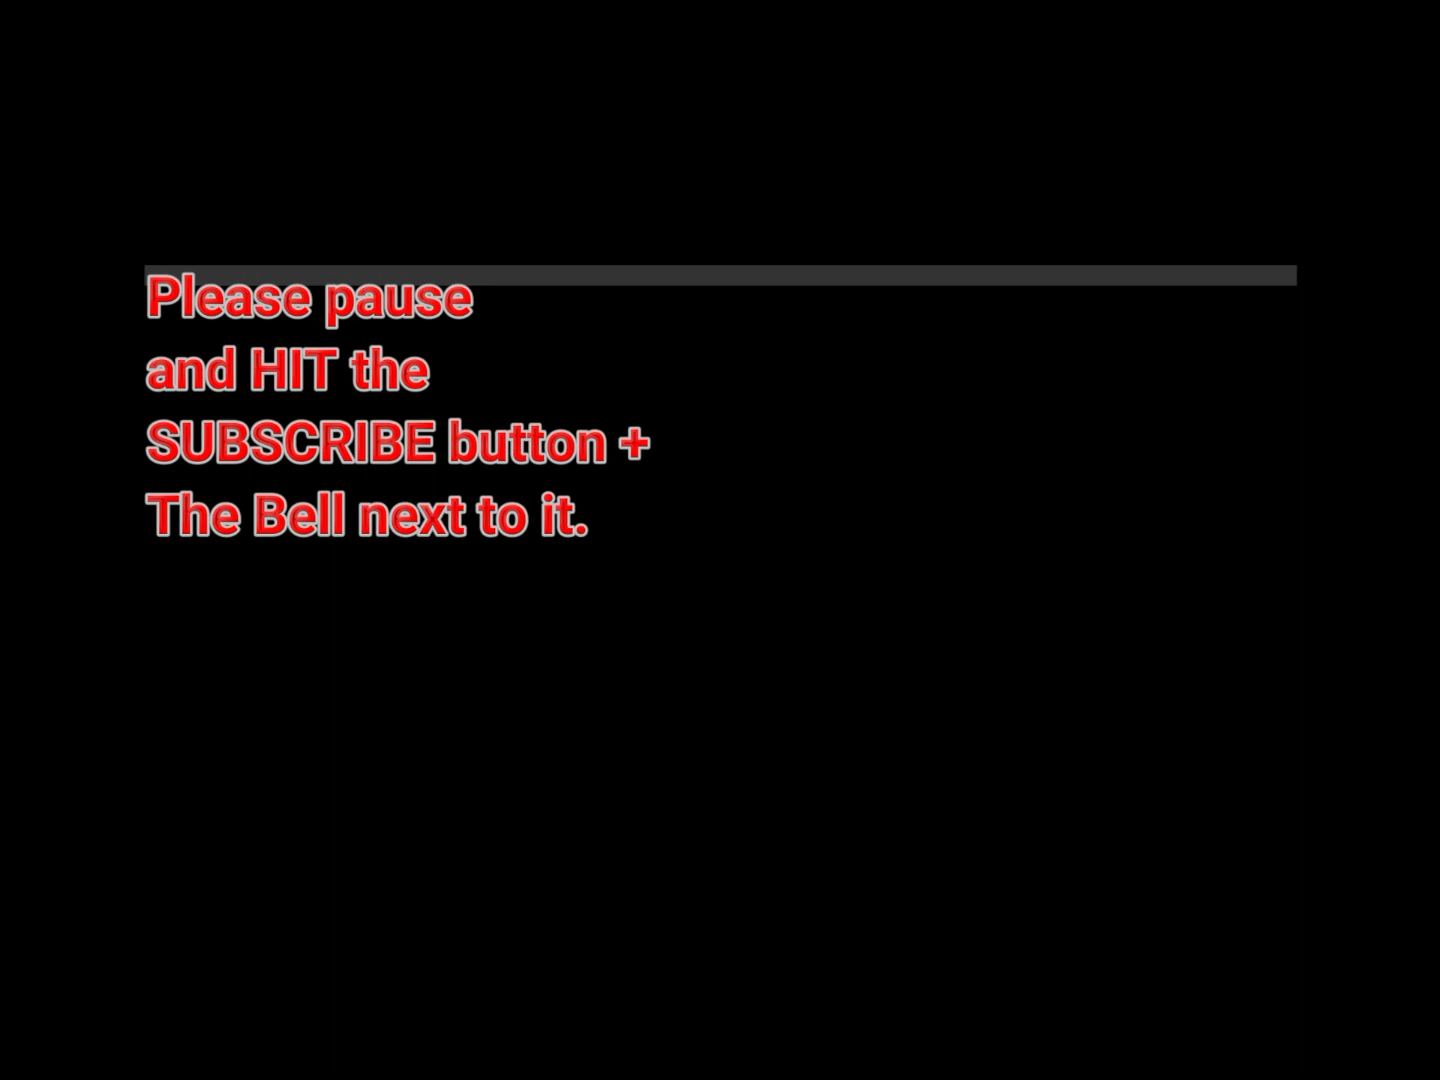 Please pause
and HIT the
SUBSCRIBE button +
The Bell next to it.